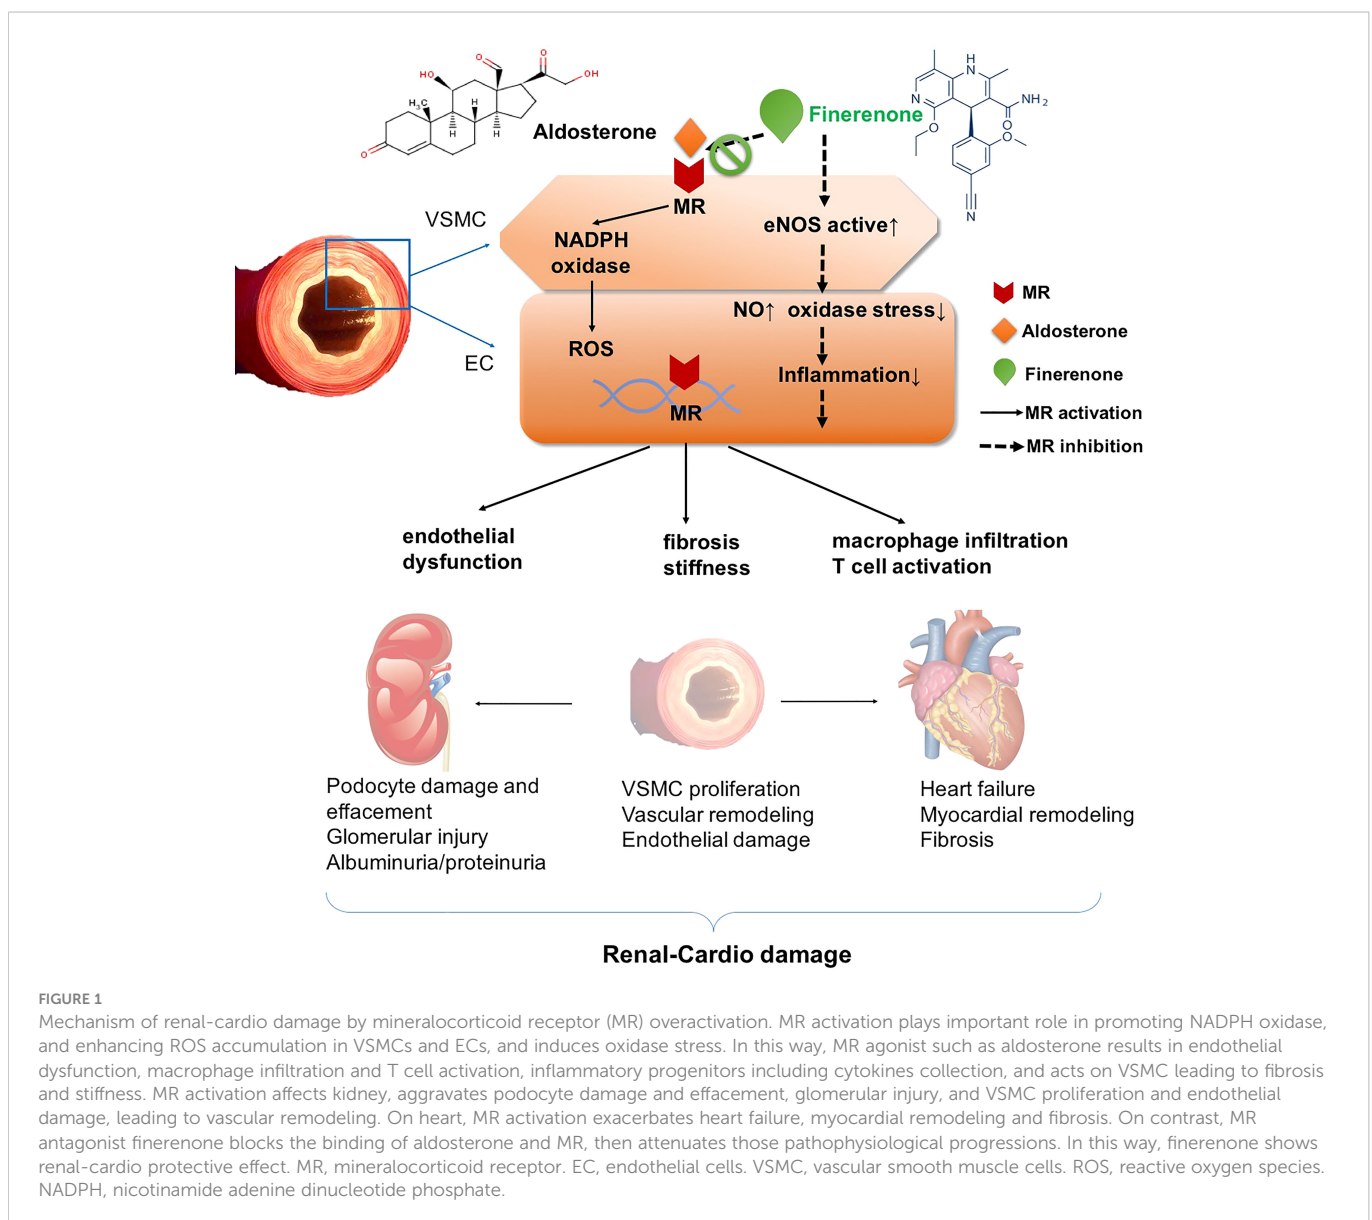 HO
O
O
OH
H₃C
H
H
H
O
Aldosterone
Finerenone
H
N
N
NH₂
O
O
O
N
MR
VSMC
NADPH
oxidase
eNOS active↑
NO↑ oxidase stress↓
EC
ROS
Inflammation↓
MR
MR
Aldosterone
Finerenone
MR activation
MR inhibition
endothelial
dysfunction
fibrosis
stiffness
macrophage infiltration
T cell activation
Podocyte damage and
effacement
Glomerular injury
Albuminuria/proteinuria
VSMC proliferation
Vascular remodeling
Endothelial damage
Heart failure
Myocardial remodeling
Fibrosis
Renal-Cardio damage
FIGURE 1
Mechanism of renal-cardio damage by mineralocorticoid receptor (MR) overactivation. MR activation plays important role in promoting NADPH oxidase,
and enhancing ROS accumulation in VSMCs and ECs, and induces oxidase stress. In this way, MR agonist such as aldosterone results in endothelial
dysfunction, macrophage infiltration and T cell activation, inflammatory progenitors including cytokines collection, and acts on VSMC leading to fibrosis
and stiffness. MR activation affects kidney, aggravates podocyte damage and effacement, glomerular injury, and VSMC proliferation and endothelial
damage, leading to vascular remodeling. On heart, MR activation exacerbates heart failure, myocardial remodeling and fibrosis. On contrast, MR
antagonist finerenone blocks the binding of aldosterone and MR, then attenuates those pathophysiological progressions. In this way, finerenone shows
renal-cardio protective effect. MR, mineralocorticoid receptor. EC, endothelial cells. VSMC, vascular smooth muscle cells. ROS, reactive oxygen species.
NADPH, nicotinamide adenine dinucleotide phosphate.